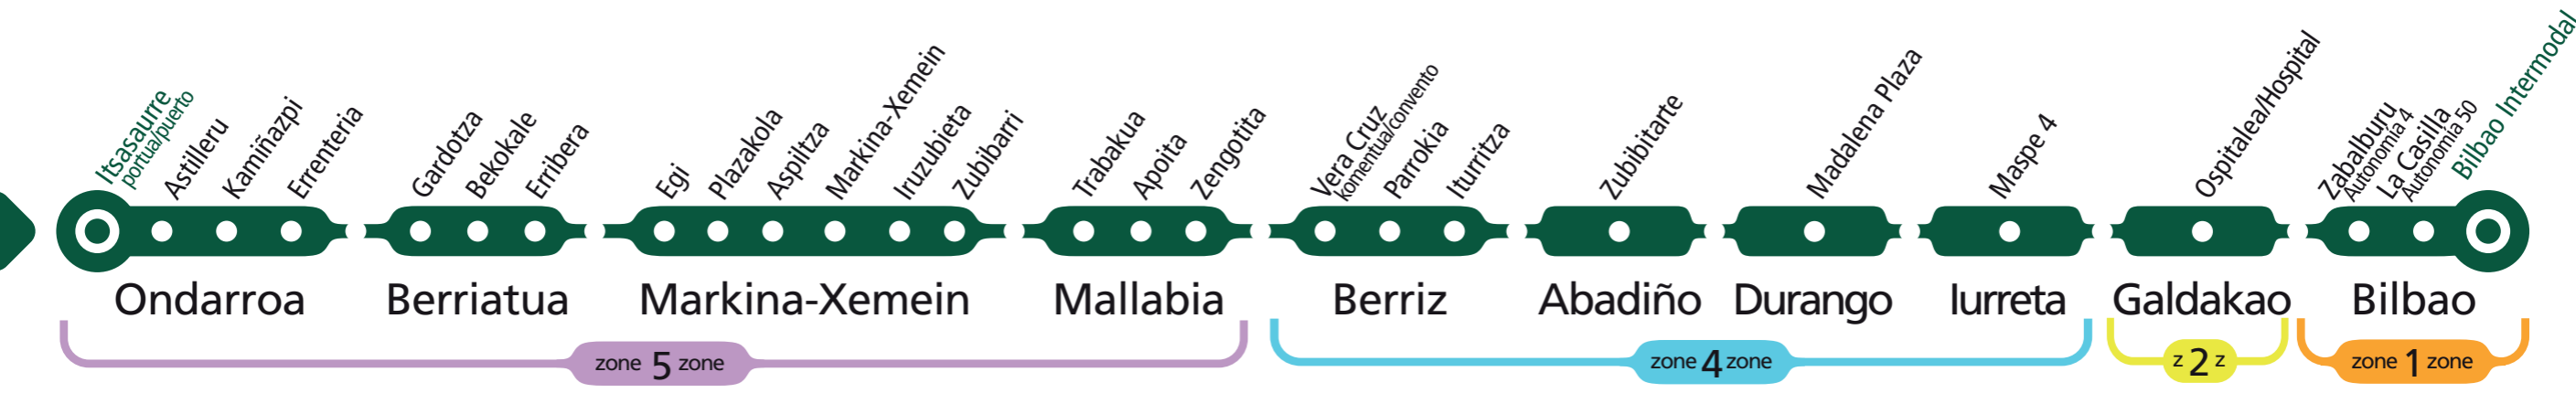 Itsasaurre
portua/puerto
Astilleru
Kamiñazpi
Errenteria
Gardotza
Bekokale
Erribera
Egi
Plazakola
Aspiltza
Markina-Xemein
Iruzubieta
Zubibarri
Trabakua
Apoita
Zengotita
Vera Cruz
komentua/convento
Parrokia
Iturritza
Zubibitarte
Madalena Plaza
Maspe 4
Ospitalea/Hospital
Zabalburu
Autonomía 4
La Casilla
Autonomía 50
Bilbao Intermodal
Ondarroa
Berriatua
Markina-Xemein
Mallabia
Berriz
Abadiño
Durango
Iurreta
Galdakao
Bilbao
zone 5 zone
zone 4 zone
z 2 z
zone 1 zone